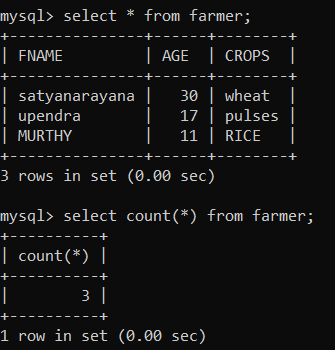 mysql> select * from farmer;
+---------------+------+--------+
| FNAME         | AGE  | CROPS  |
+---------------+------+--------+
| satyanarayana |   30 | wheat  |
| upendra       |   17 | pulses |
| MURTHY        |   11 | RICE   |
+---------------+------+--------+
3 rows in set (0.00 sec)
mysql> select count(*) from farmer;
+----------+
| count(*) |
+----------+
|        3 |
+----------+
1 row in set (0.00 sec)